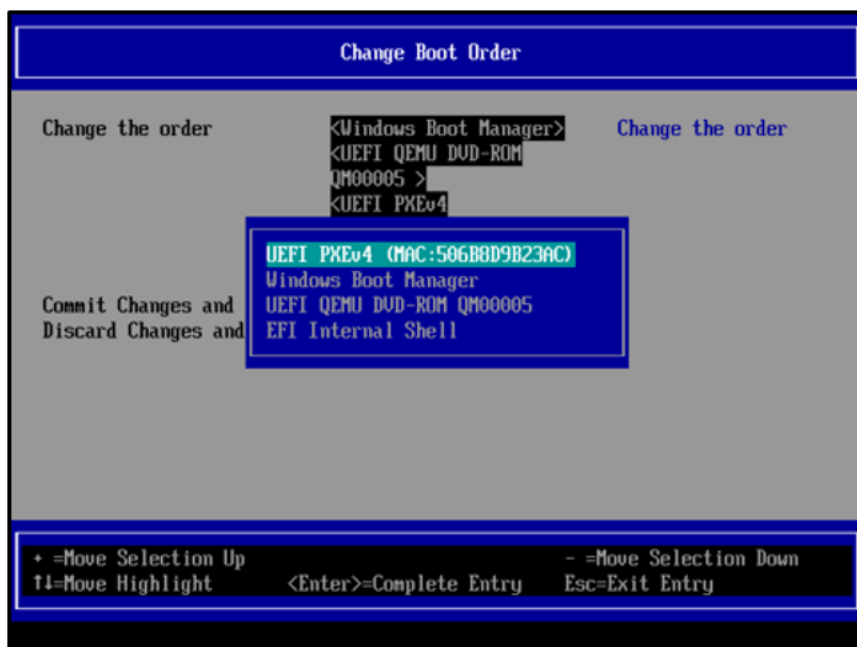 Change Boot Order
Change the order <Windows Boot Manager> Change the order
<UEFI QEMU DVD-ROM
QM00005 >
<UEFI PXEv4
UEFI PXEv4 (MAC:506B8D9B23AC)
Windows Boot Manager
Commit Changes and UEFI QEMU DVD-ROM QM00005
Discard Changes and EFI Internal Shell
+ =Move Selection Up - =Move Selection Down
↑↓=Move Highlight <Enter>=Complete Entry Esc=Exit Entry